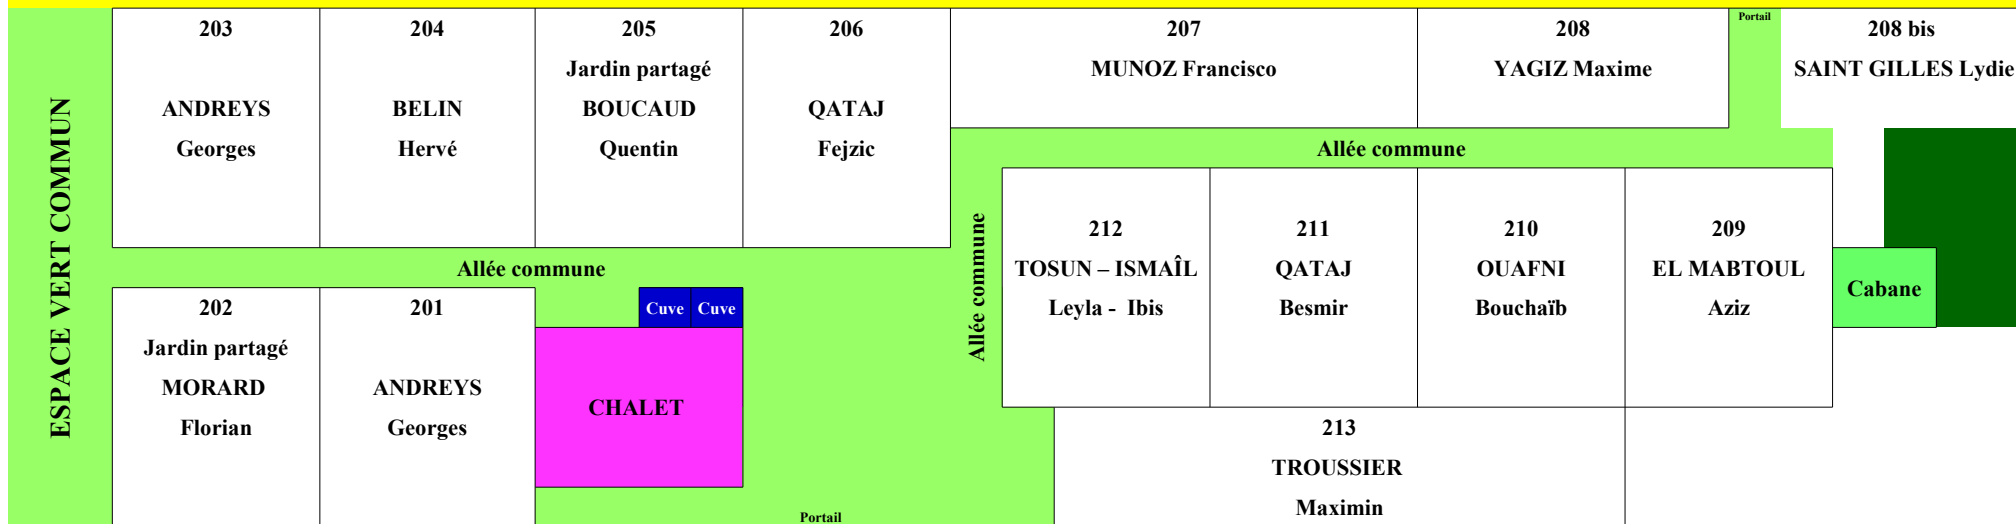 ESPACE VERT COMMUN
203
ANDREYS
Georges
204
BELIN
Hervé
205
Jardin partagé
BOUCAUD
Quentin
206
QATAJ
Fejzic
207
MUNOZ Francisco
208
YAGIZ Maxime
Portail
208 bis
SAINT GILLES Lydie
Allée commune
Allée commune
Allée commune
212
TOSUN – ISMAÎL
Leyla - Ibis
211
QATAJ
Besmir
210
OUAFNI
Bouchaïb
209
EL MABTOUL
Aziz
Cabane
202
Jardin partagé
MORARD
Florian
201
ANDREYS
Georges
Cuve
Cuve
CHALET
213
TROUSSIER
Maximin
Portail